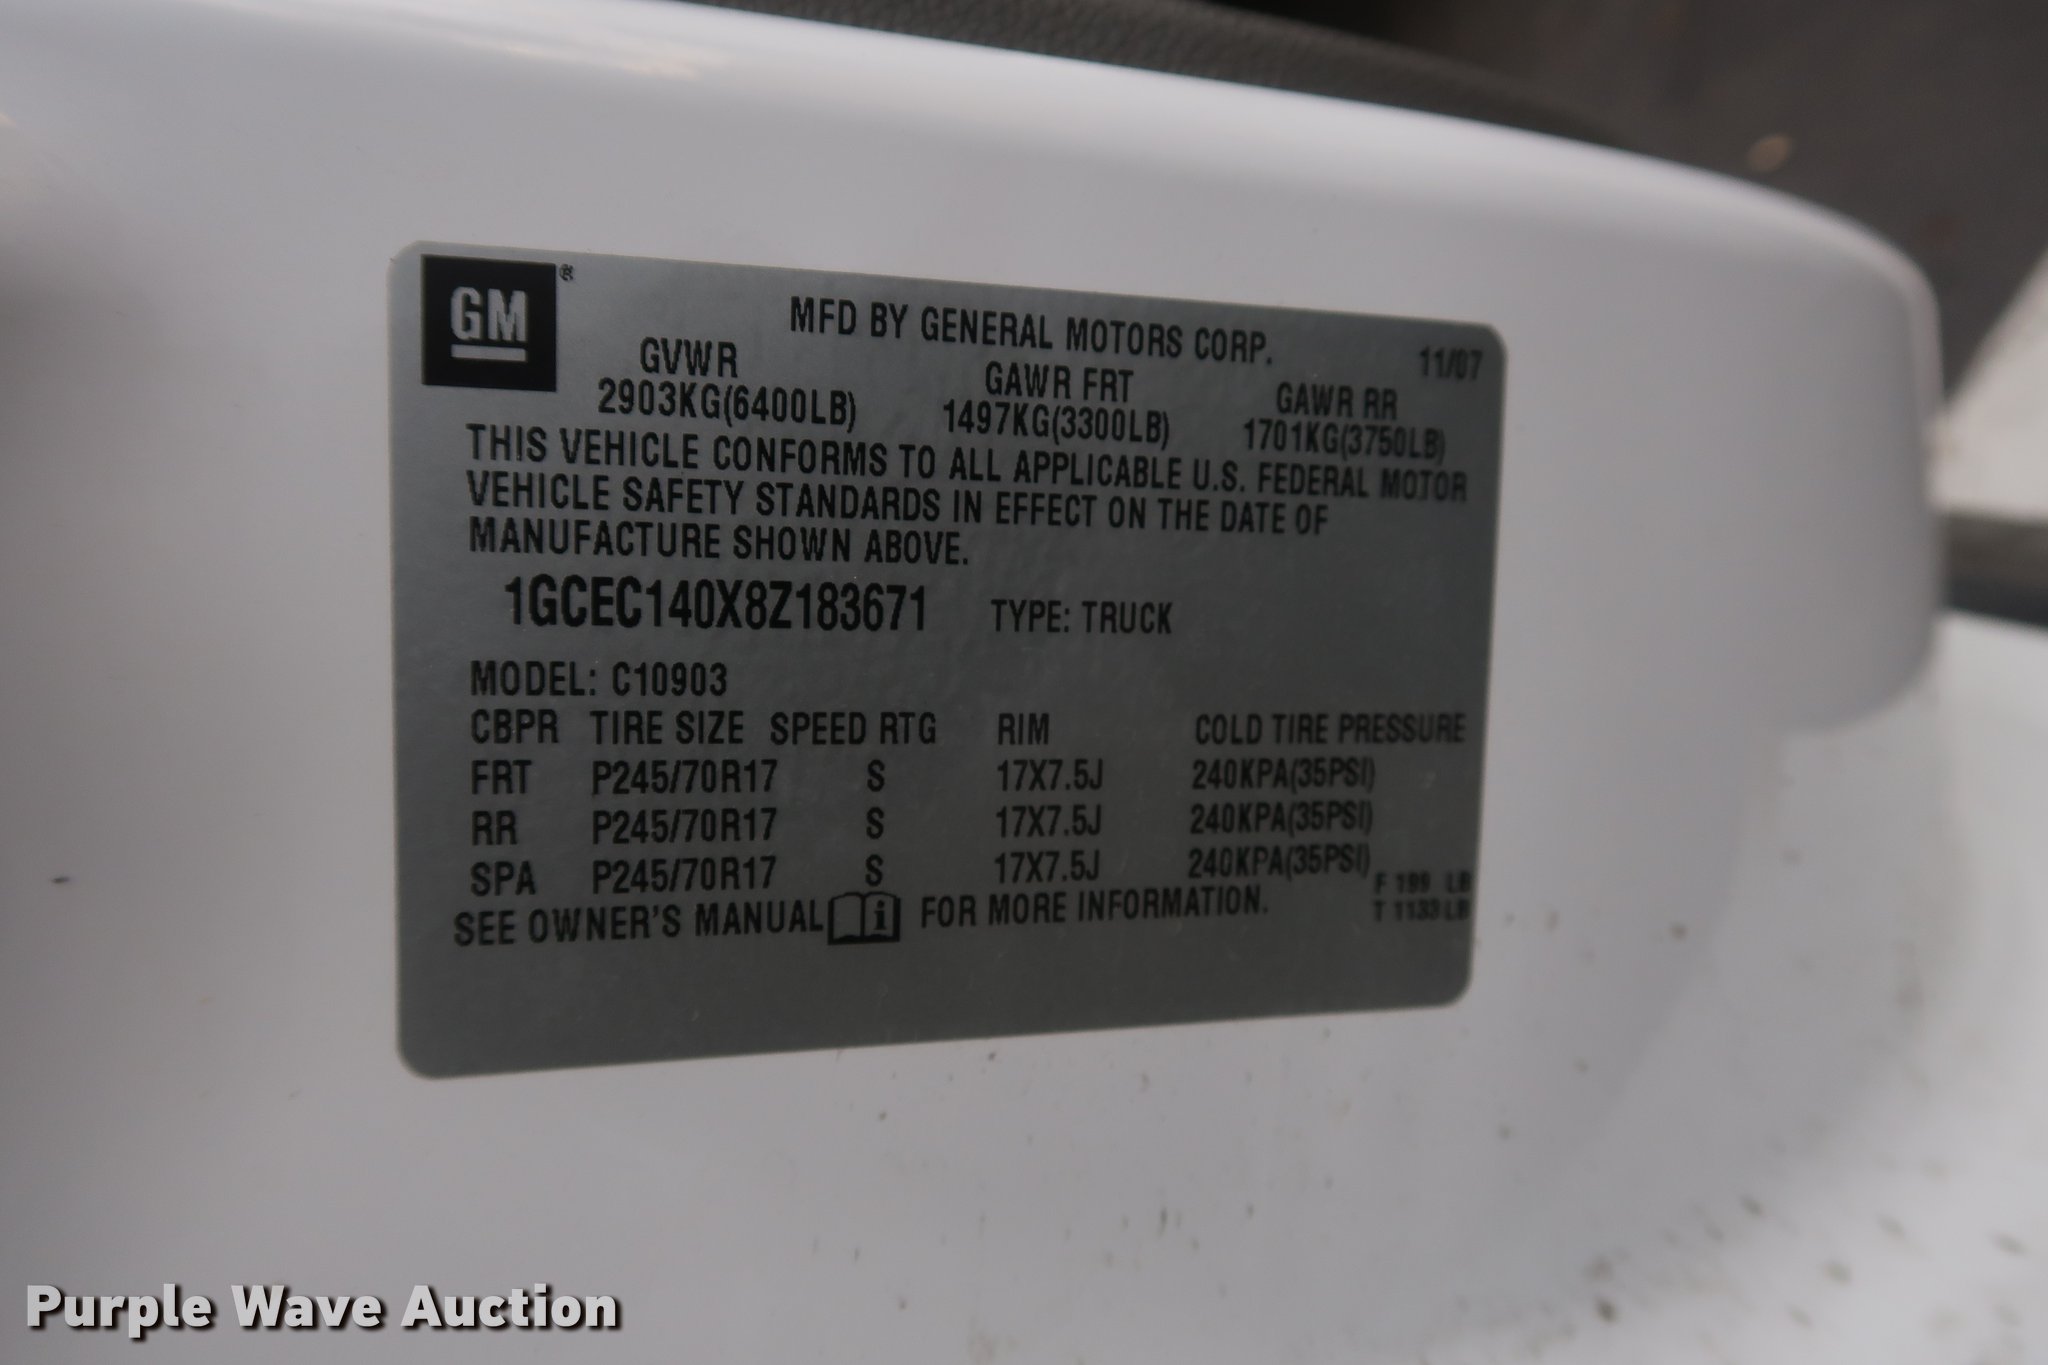 GM®
MFD BY GENERAL MOTORS CORP.
11/07
GVWR GAWR FRT GAWR RR
2903KG(6400LB) 1497KG(3300LB) 1701KG(3750LB)
THIS VEHICLE CONFORMS TO ALL APPLICABLE U.S. FEDERAL MOTOR
VEHICLE SAFETY STANDARDS IN EFFECT ON THE DATE OF
MANUFACTURE SHOWN ABOVE.
1GCEC140X8Z183671 TYPE: TRUCK
MODEL: C10903
CBPR TIRE SIZE SPEED RTG RIM COLD TIRE PRESSURE
FRT P245/70R17 S 17X7.5J 240KPA(35PSI)
RR P245/70R17 S 17X7.5J 240KPA(35PSI)
SPA P245/70R17 S 17X7.5J 240KPA(35PSI)
F 199 LB
T 1133 LB
SEE OWNER'S MANUAL i FOR MORE INFORMATION.
Purple Wave Auction